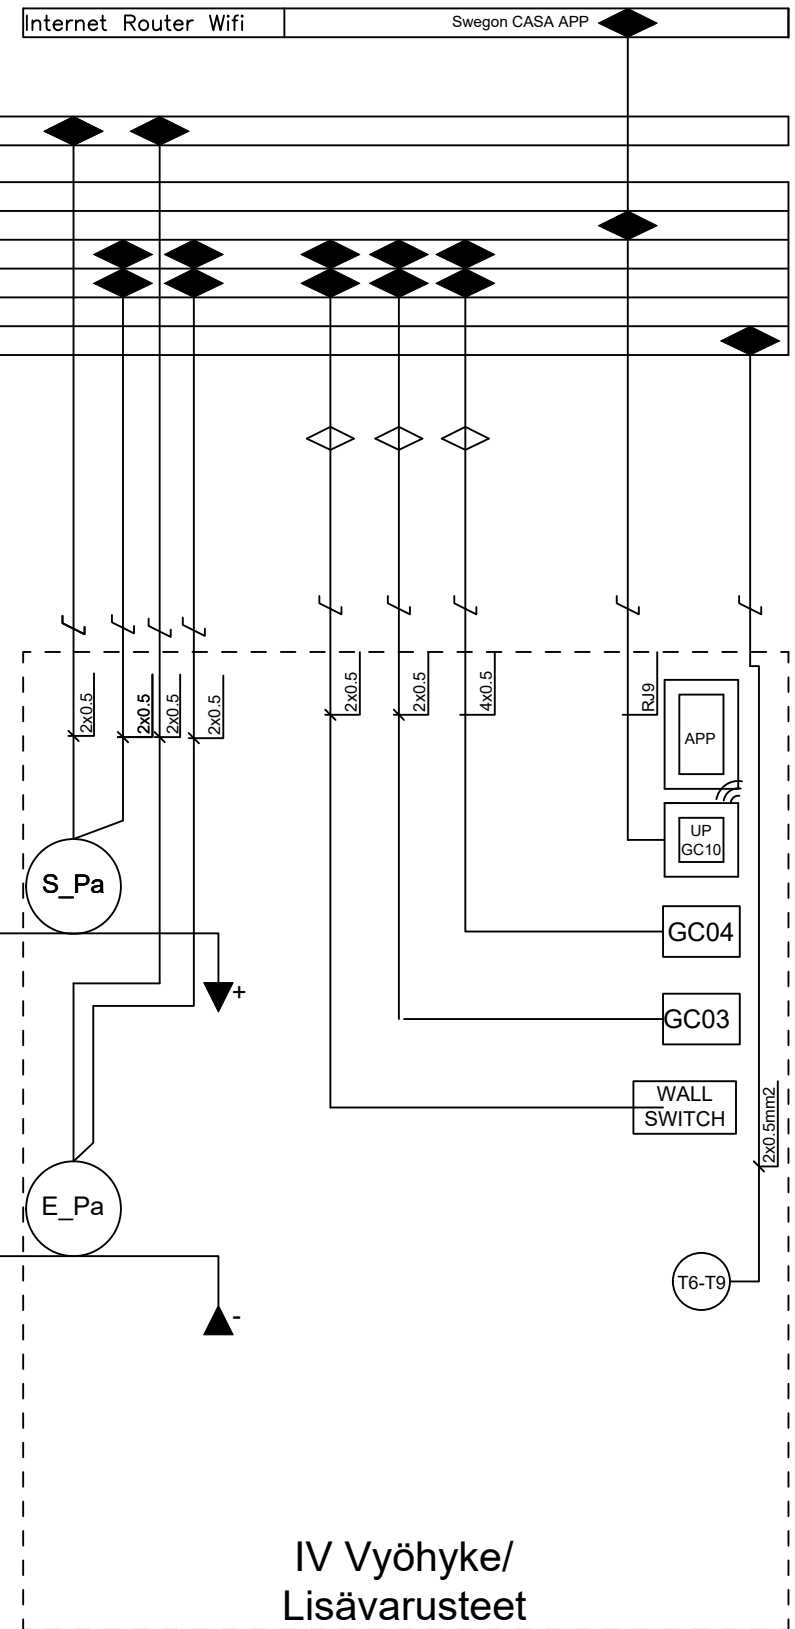 Internet Router Wifi
Swegon CASA APP
2x0.5
2x0.5
2x0.5
2x0.5
2x0.5
2x0.5
4x0.5
RJ9
APP
UP
GC10
S_Pa
GC04
+
GC03
WALL
SWITCH
2x0.5mm2
E_Pa
T6-T9
-
IV Vyöhyke/
Lisävarusteet